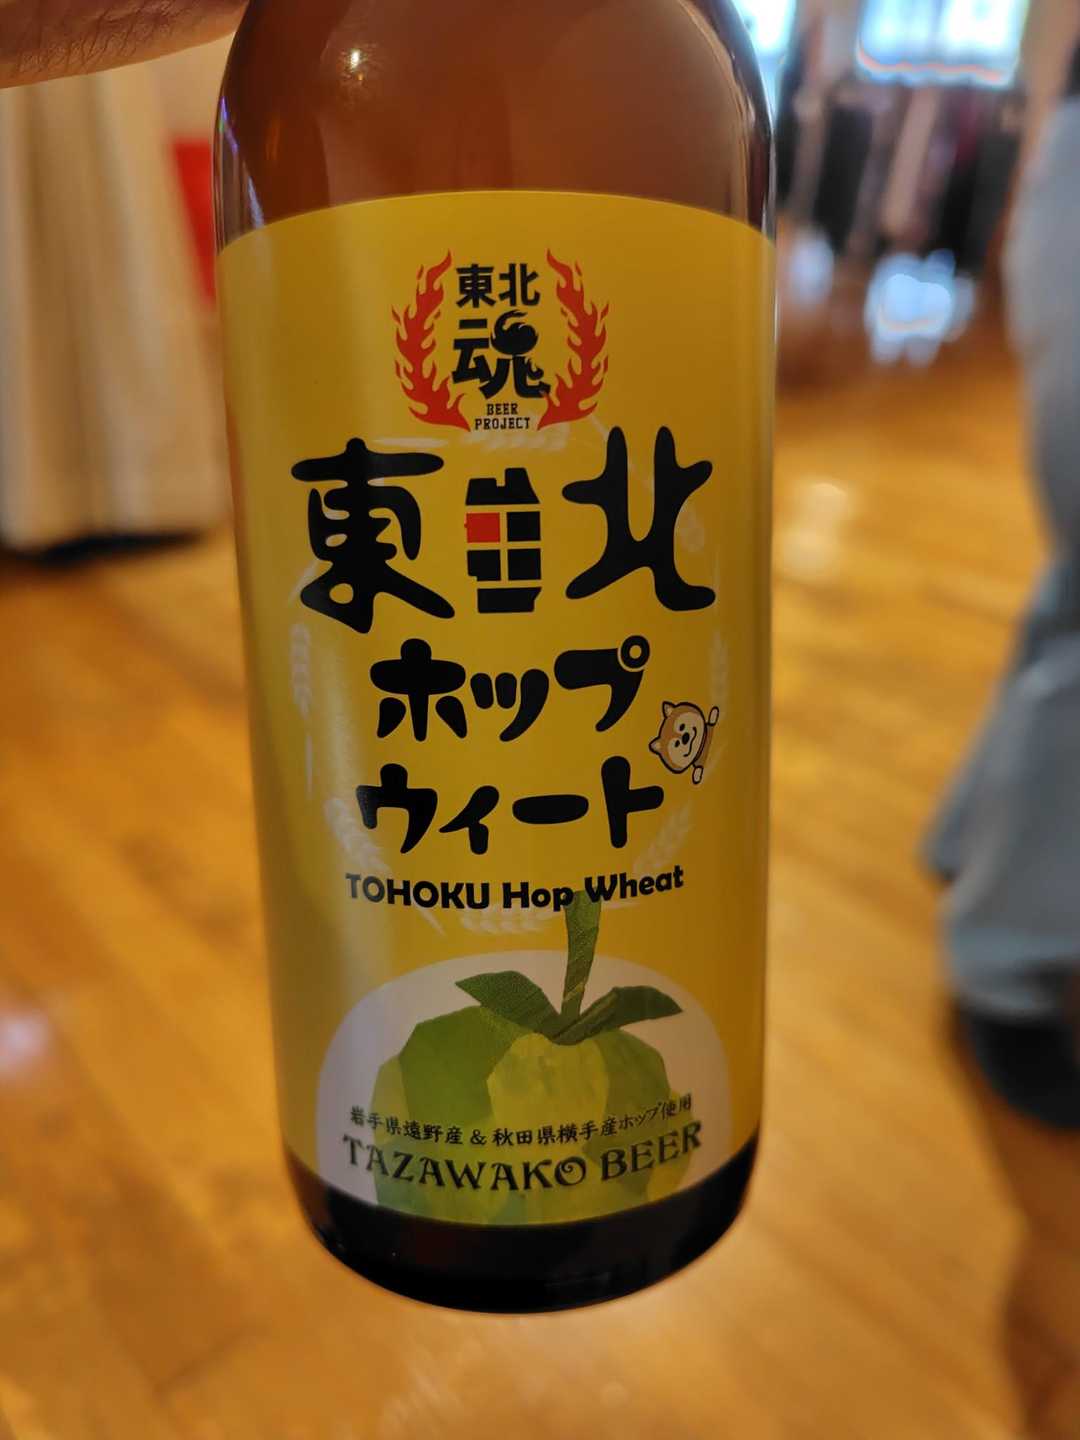 東北
魂
BEER
PROJECT
東北
ホップ
ウィート
TOHOKU Hop Wheat
岩手県遠野産 & 秋田県横手産ホップ使用
TAZAWAKO BEER